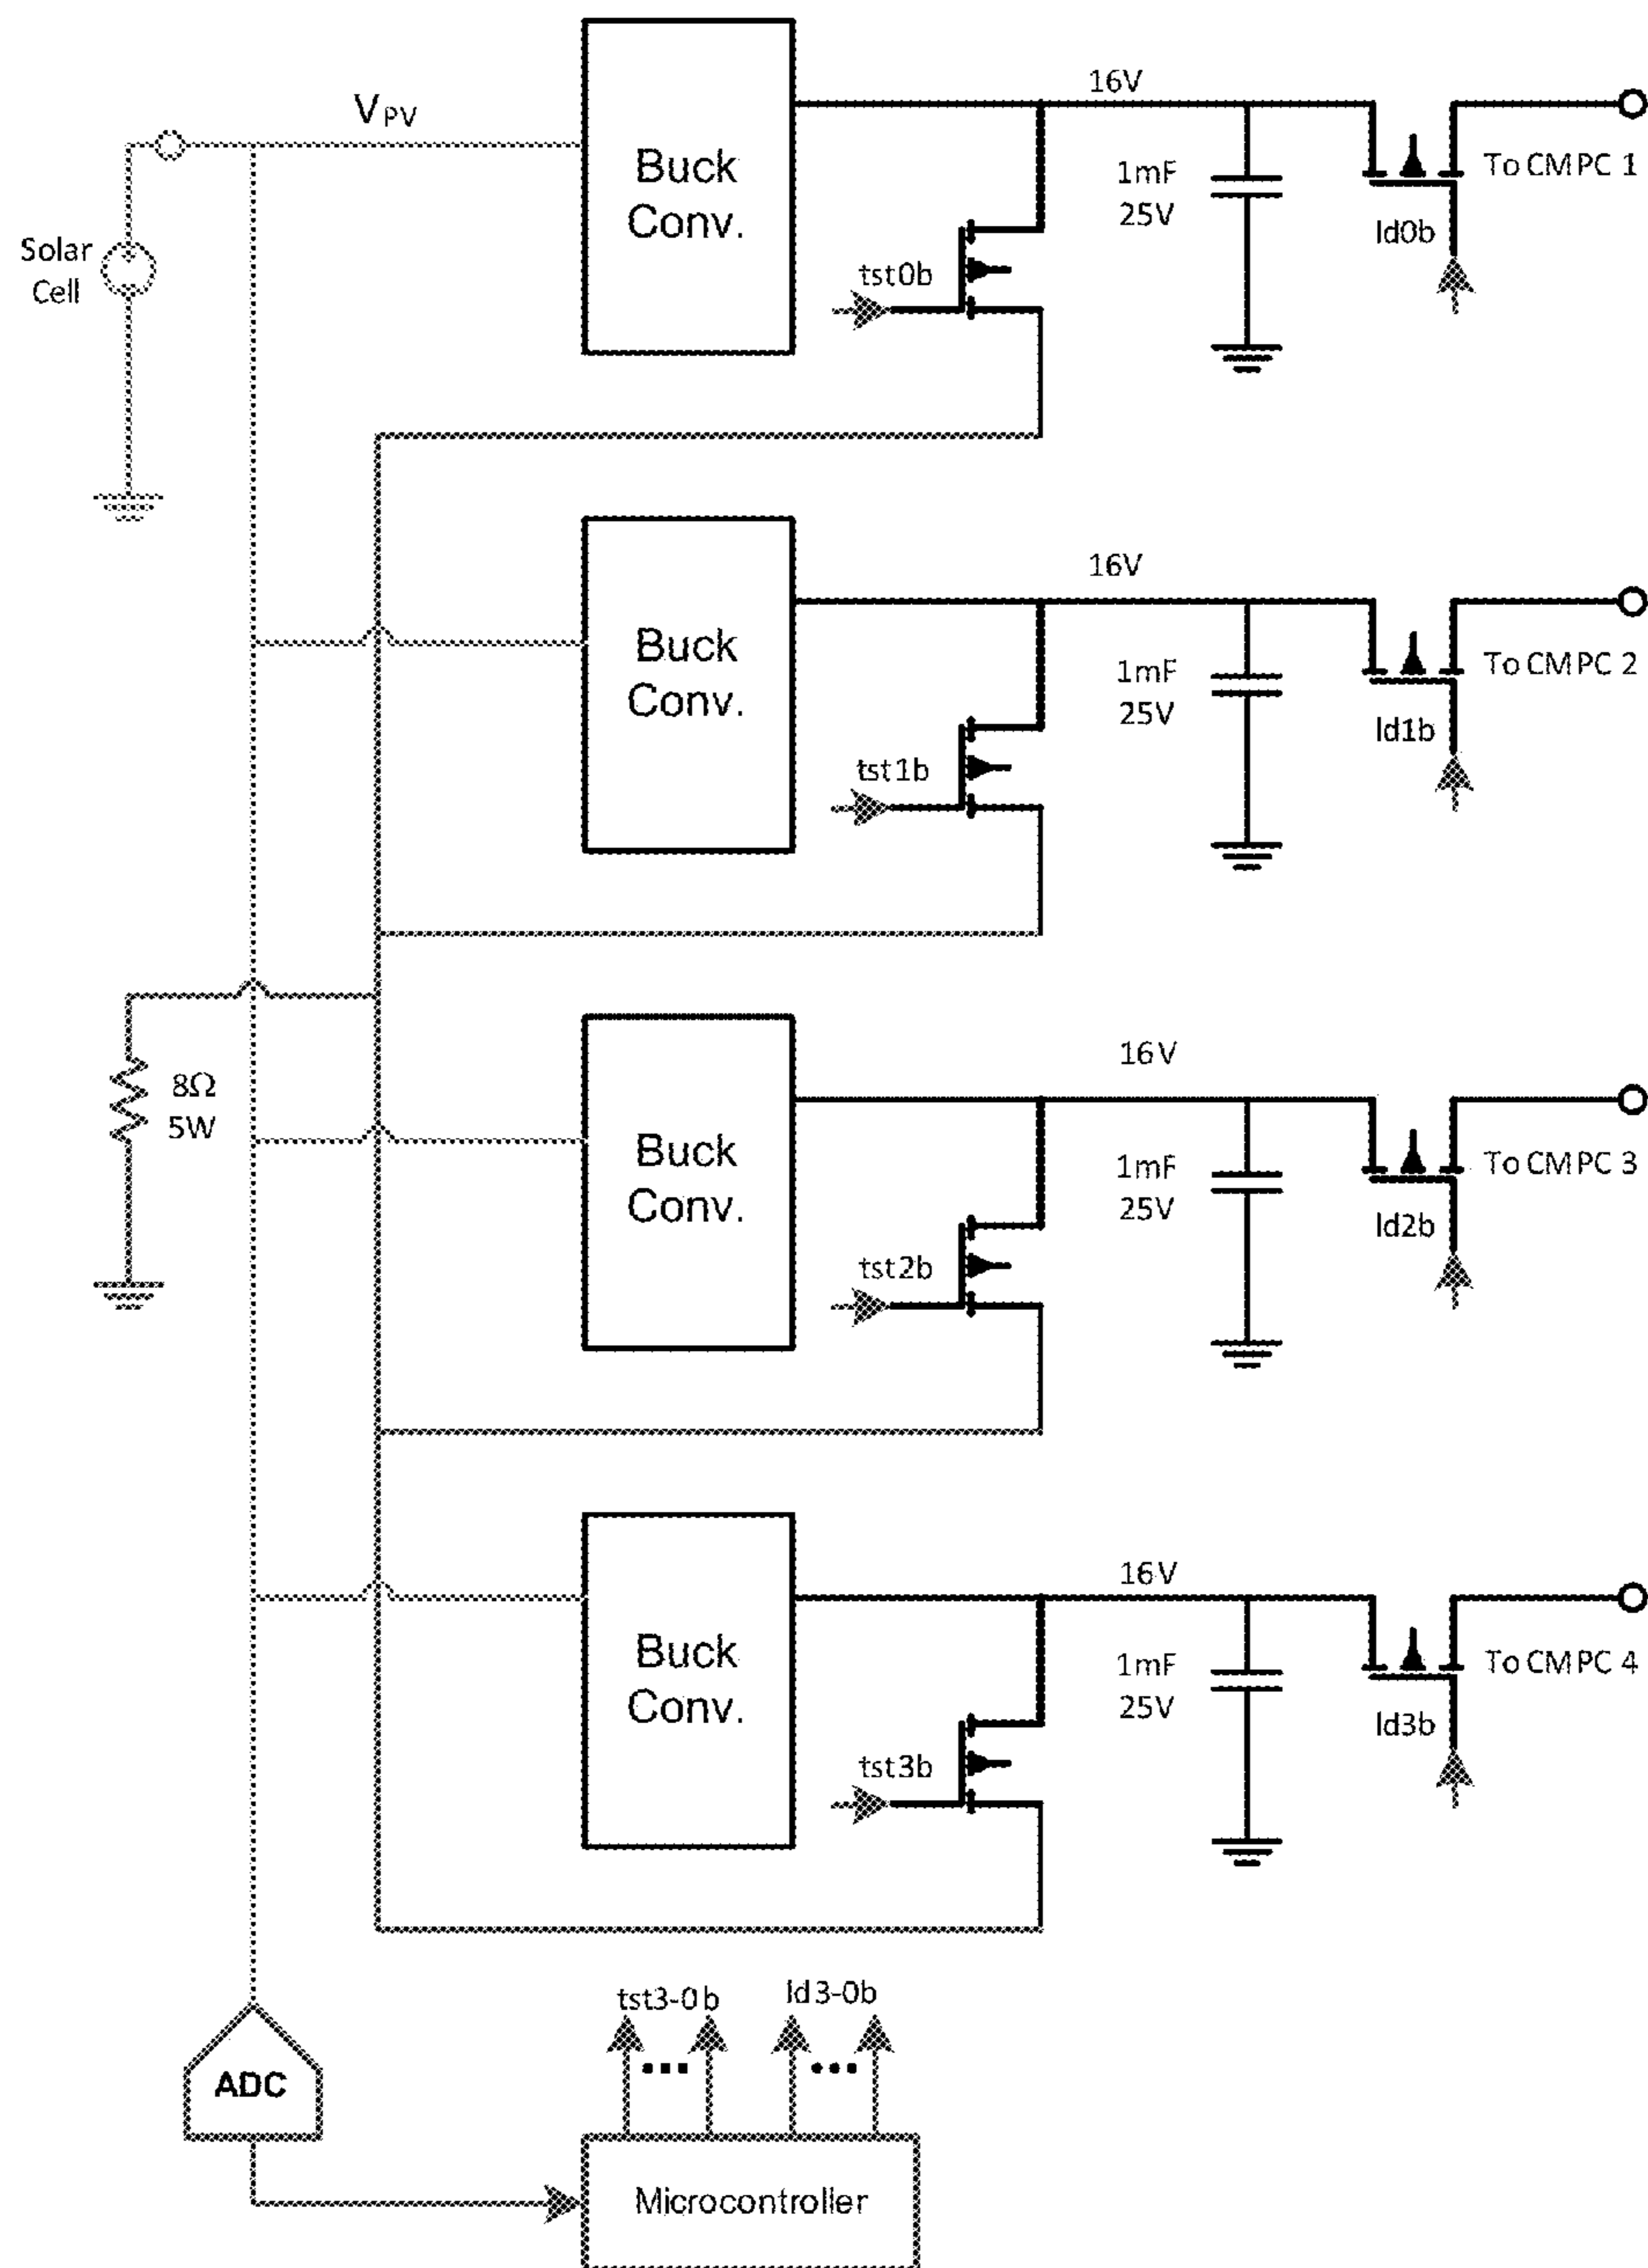 V_PV
Solar
Cell
Buck
Conv.
16V
1mF
25V
To CMPC 1
ld0b
tst0b
Buck
Conv.
16V
1mF
25V
To CMPC 2
ld1b
tst1b
8Ω
5W
Buck
Conv.
16V
1mF
25V
To CMPC 3
ld2b
tst2b
Buck
Conv.
16V
1mF
25V
To CMPC 4
ld3b
tst3b
tst3-0b
ld3-0b
ADC
Microcontroller